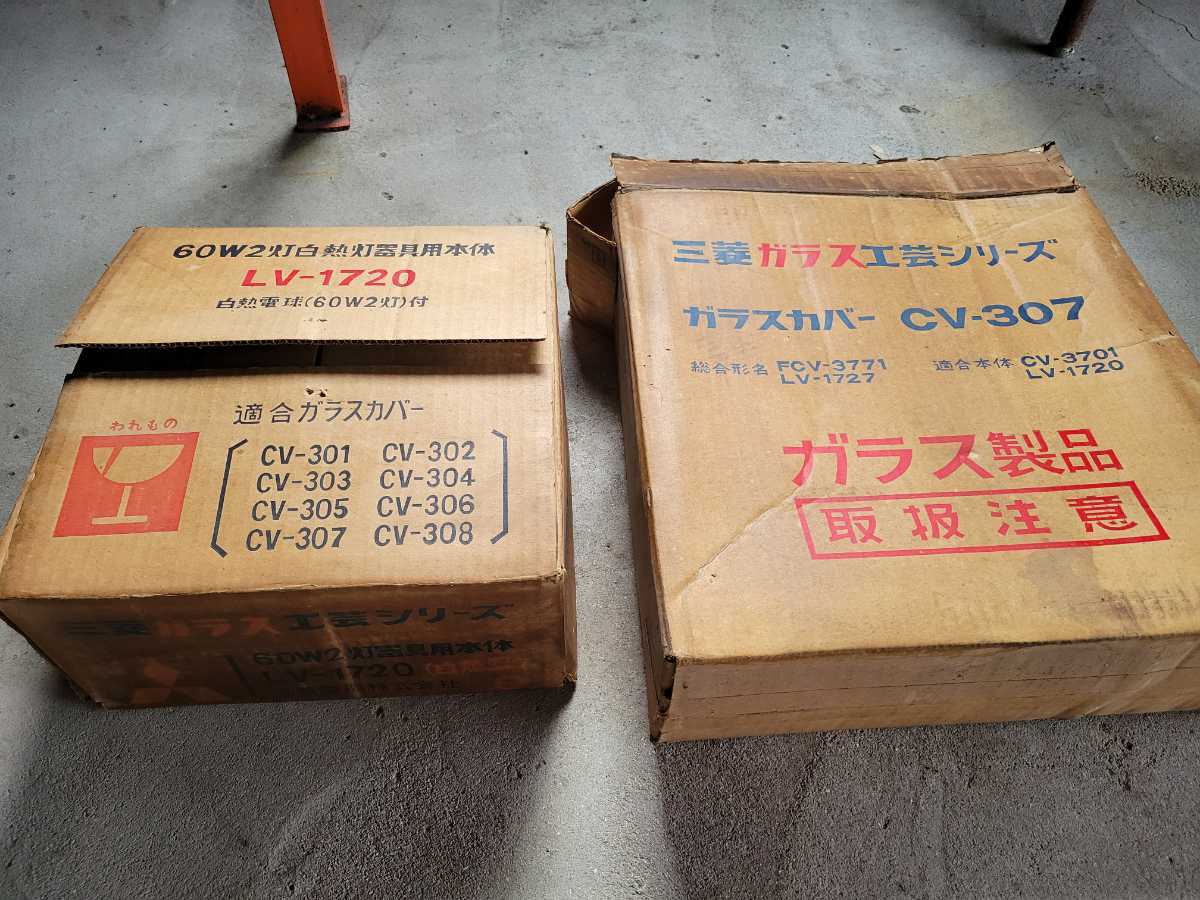 60W2灯白熱灯器具用本体
LV-1720
白熱電球(60W2灯)付
われもの
適合ガラスカバー
CV-301 CV-302
CV-303 CV-304
CV-305 CV-306
CV-307 CV-308
三菱ガラス工芸シリーズ
60W2灯器具用本体
LV-1720
三菱ガラス工芸シリーズ
ガラスカバー CV-307
総合形名 FCV-3771 適合本体 CV-3701
LV-1727 LV-1720
ガラス製品
取扱注意